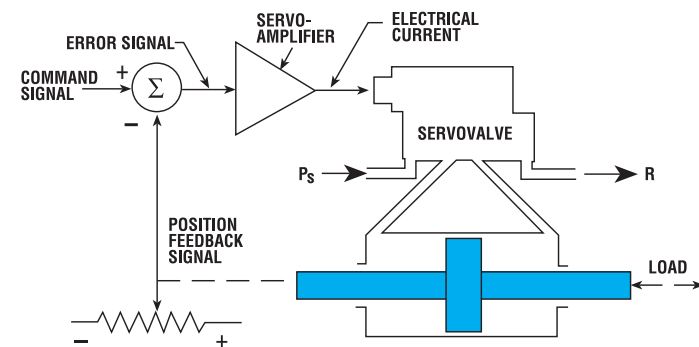 SERVO-
AMPLIFIER
ELECTRICAL
CURRENT
ERROR SIGNAL
COMMAND
SIGNAL
+
Σ
−
SERVOVALVE
Ps
R
POSITION
FEEDBACK
SIGNAL
LOAD
− +